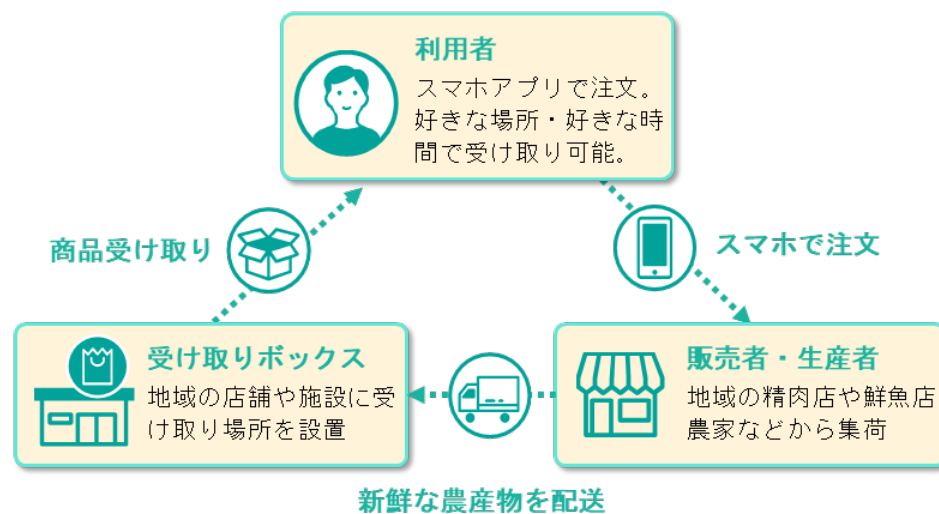 利用者
スマホアプリで注文。
好きな場所・好きな時
間で受け取り可能。
商品受け取り
スマホで注文
受け取りボックス
地域の店舗や施設に受
け取り場所を設置
販売者・生産者
地域の精肉店や鮮魚店
農家などから集荷
新鮮な農産物を配送